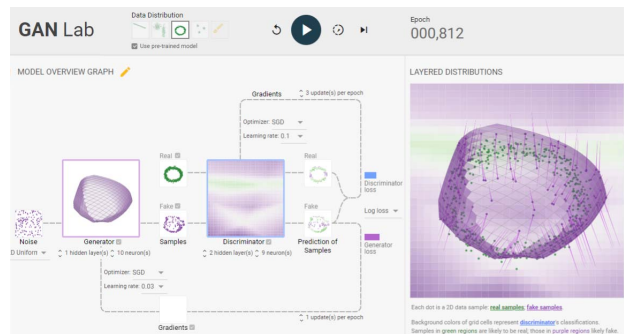 GAN Lab
Data Distribution
Use pre-trained model
Epoch
000,812
MODEL OVERVIEW GRAPH
Gradients
3 update(s) per epoch
Optimizer: SGD
Learning rate: 0.1
Real
Real
Fake
Fake
Discriminator
loss
Log loss
Generator
loss
Noise
D Uniform
Generator
1 hidden layer(s)
10 neuron(s)
Samples
Discriminator
2 hidden layer(s)
9 neuron(s)
Prediction of
Samples
Optimizer: SGD
Learning rate: 0.03
1 update(s) per epoch
Gradients
LAYERED DISTRIBUTIONS
Each dot is a 2D data sample: real samples; fake samples.
Background colors of grid cells represent discriminator's classifications.
Samples in green regions are likely to be real; those in purple regions likely fake.